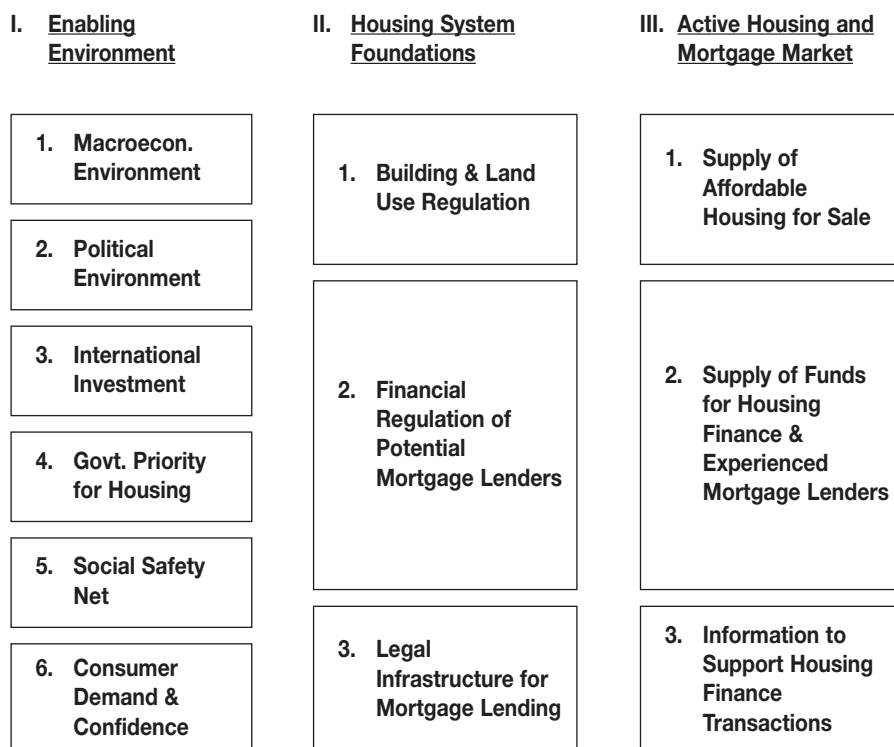 I. Enabling
Environment
1. Macroecon.
Environment
2. Political
Environment
3. International
Investment
4. Govt. Priority
for Housing
5. Social Safety
Net
6. Consumer
Demand &
Confidence
II. Housing System
Foundations
1. Building & Land
Use Regulation
2. Financial
Regulation of
Potential
Mortgage Lenders
3. Legal
Infrastructure for
Mortgage Lending
III. Active Housing and
Mortgage Market
1. Supply of
Affordable
Housing for Sale
2. Supply of Funds
for Housing
Finance &
Experienced
Mortgage Lenders
3. Information to
Support Housing
Finance
Transactions